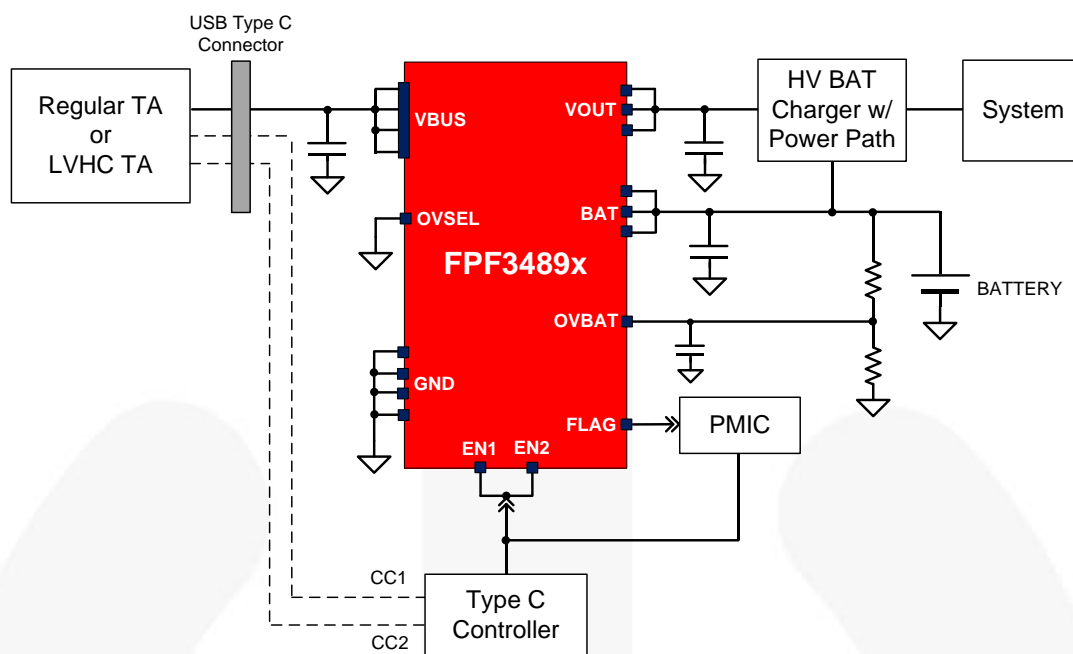 USB Type C
Connector
Regular TA
or
LVHC TA
VBUS
VOUT
HV BAT
Charger w/
Power Path
System
OVSEL
BAT
FPF3489x
BATTERY
OVBAT
GND
FLAG
PMIC
EN1
EN2
CC1
Type C
Controller
CC2